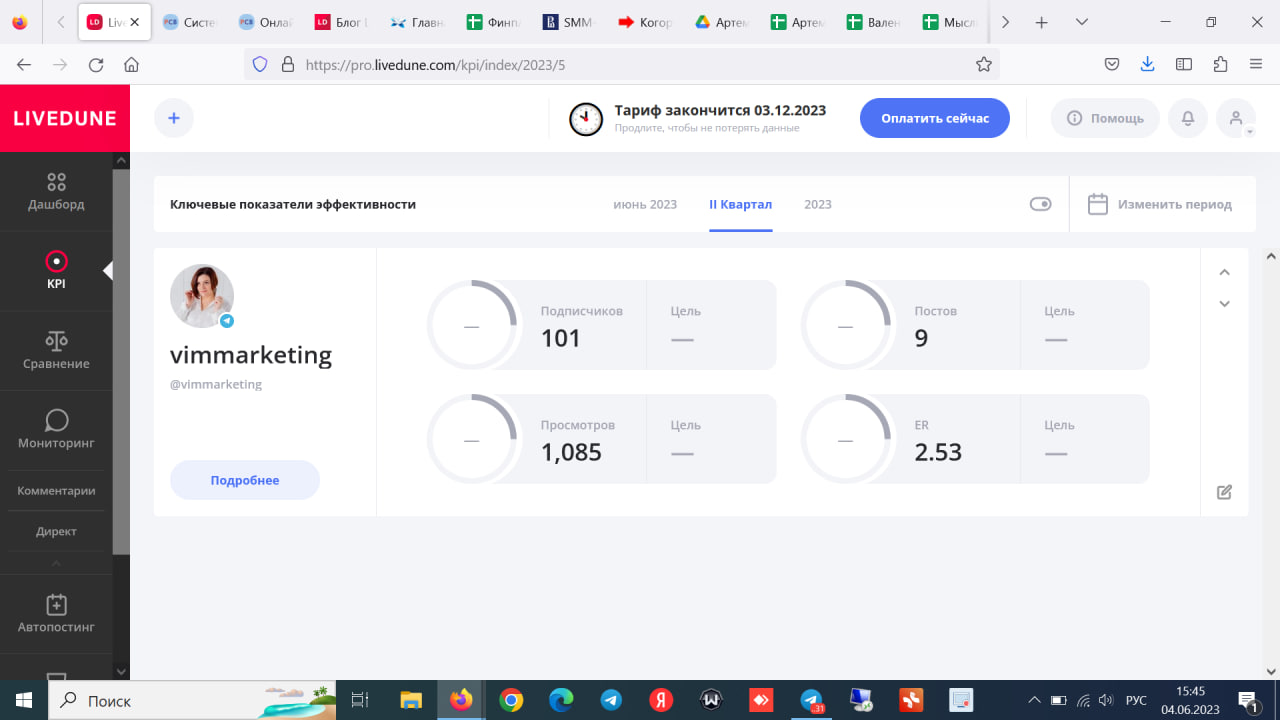 Live
Систе
Онлай
Блог L
Главн
Финпл
SMM-
Когор
Артем
Артем
Вален
Мысл
https://pro.livedune.com/kpi/index/2023/5
LIVEDUNE
+
Тариф закончится 03.12.2023
Продлите, чтобы не потерять данные
Оплатить сейчас
Помощь
Дашборд
KPI
Сравнение
Мониторинг
Комментарии
Директ
Автопостинг
Ключевые показатели эффективности
июнь 2023
II Квартал
2023
Изменить период
vimmarketing
@vimmarketing
Подробнее
—
Подписчиков
101
Цель
—
—
Постов
9
Цель
—
—
Просмотров
1,085
Цель
—
—
ER
2.53
Цель
—
Поиск
31
РУС
15:45
04.06.2023
1